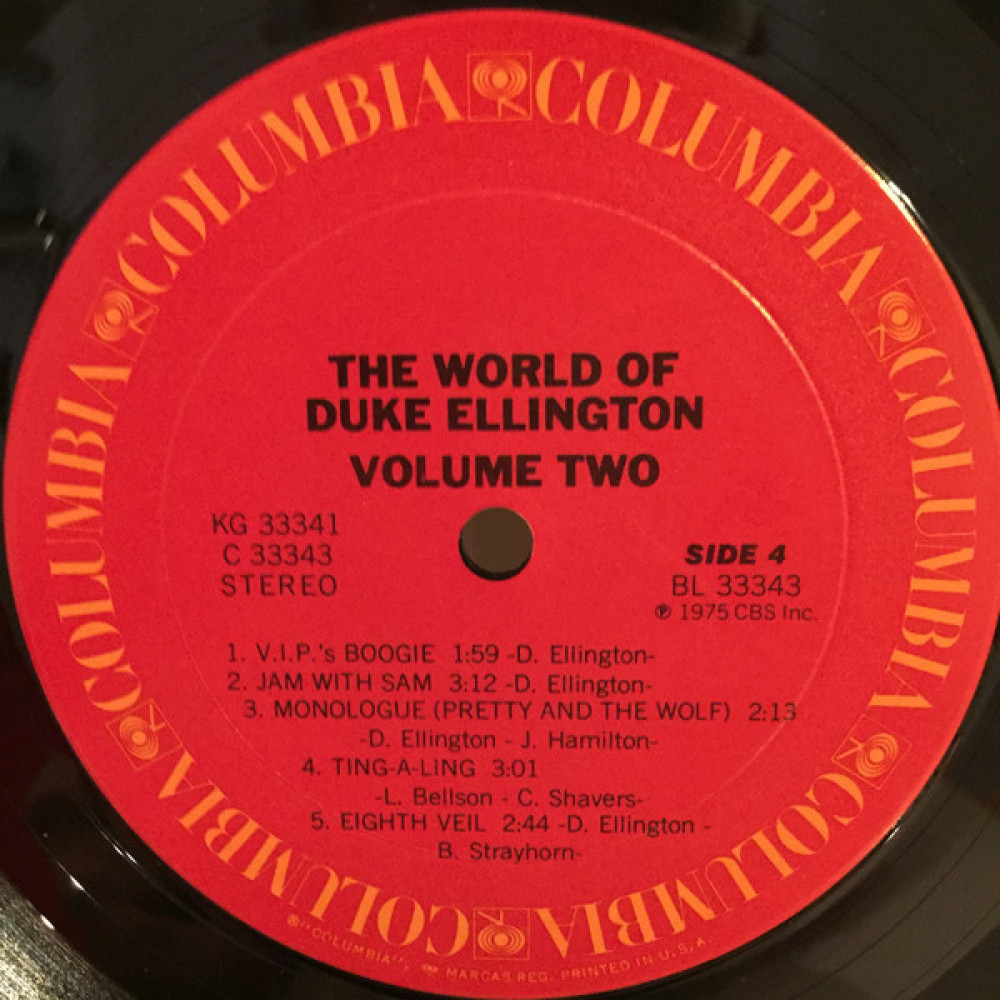 COLUMBIA COLUMBIA COLUMBIA COLUMBIA COLUMBIA COLUMBIA COLUMBIA COLUMBIA
THE WORLD OF
DUKE ELLINGTON
VOLUME TWO
KG 33341
C 33343
STEREO
SIDE 4
BL 33343
℗ 1975 CBS Inc.
1. V.I.P.'s BOOGIE 1:59 -D. Ellington-
2. JAM WITH SAM 3:12 -D. Ellington-
3. MONOLOGUE (PRETTY AND THE WOLF) 2:13
-D. Ellington - J. Hamilton-
4. TING-A-LING 3:01
-L. Bellson - C. Shavers-
5. EIGHTH VEIL 2:44 -D. Ellington -
B. Strayhorn-
®"COLUMBIA", MARCAS REG. PRINTED IN U.S.A.